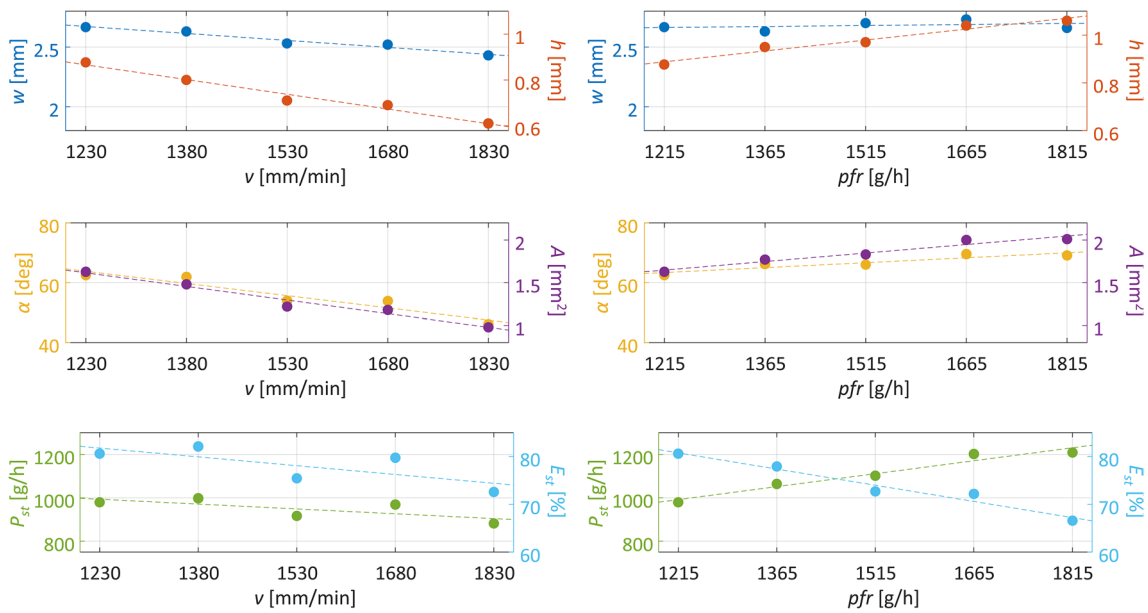 w [mm]
2.5
2
1
0.8
0.6
h [mm]
1230 1380 1530 1680 1830
v [mm/min]
w [mm]
2.5
2
1
0.8
0.6
h [mm]
1215 1365 1515 1665 1815
pfr [g/h]
α [deg]
80
60
40
2
1.5
1
A [mm²]
1230 1380 1530 1680 1830
v [mm/min]
α [deg]
80
60
40
2
1.5
1
A [mm²]
1215 1365 1515 1665 1815
pfr [g/h]
Pst [g/h]
1200
1000
800
80
70
60
Est [%]
1230 1380 1530 1680 1830
v [mm/min]
Pst [g/h]
1200
1000
800
80
70
60
Est [%]
1215 1365 1515 1665 1815
pfr [g/h]